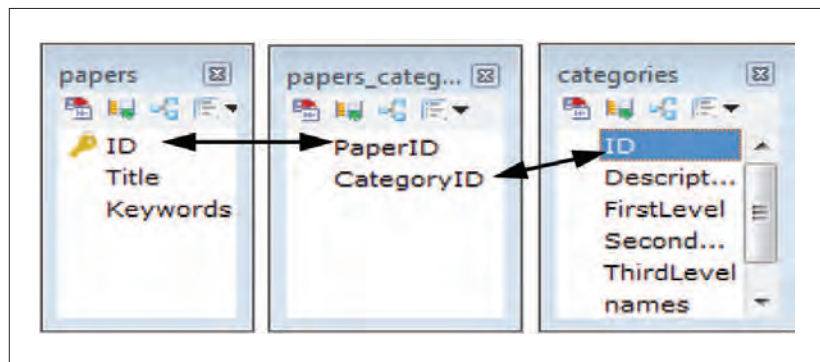 papers
ID
Title
Keywords
papers_categ...
PaperID
CategoryID
categories
ID
Descript...
FirstLevel
Second...
ThirdLevel
names